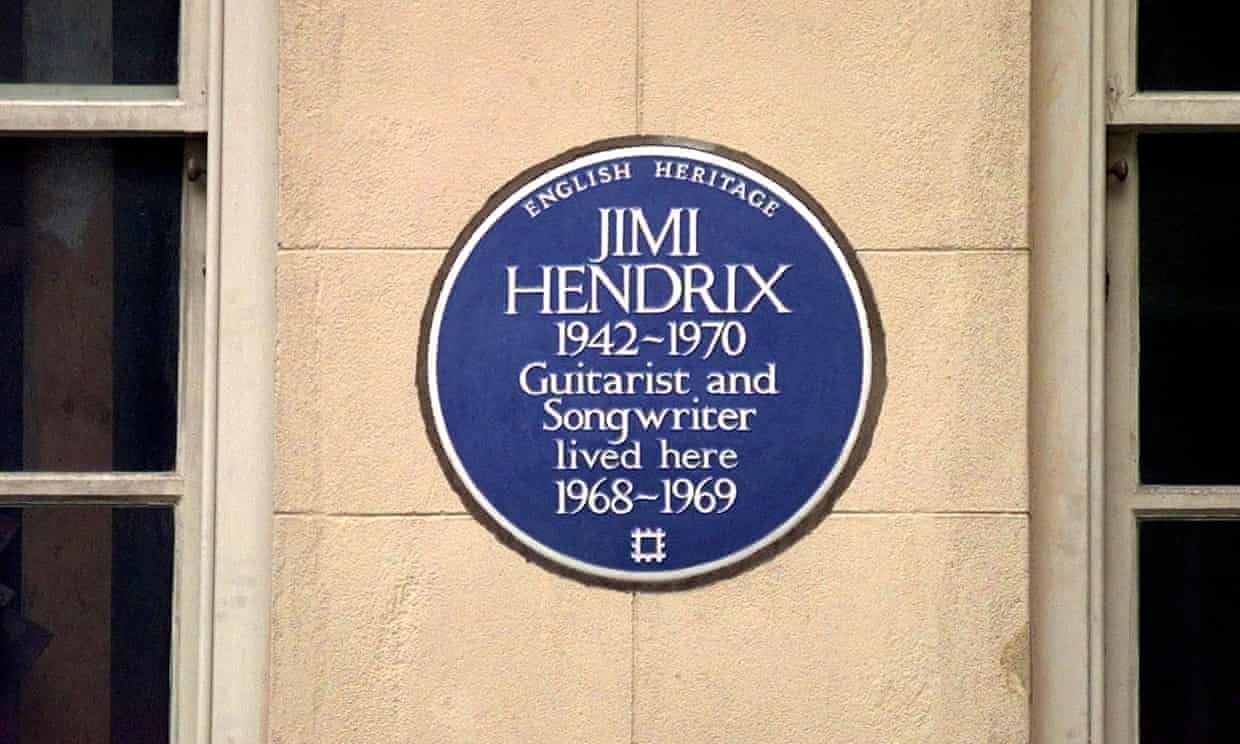 ENGLISH HERITAGE
JIMI
HENDRIX
1942~1970
Guitarist and
Songwriter
lived here
1968~1969